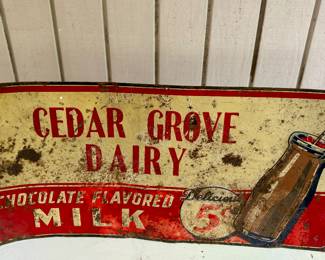 CEDAR GROVE
DAIRY
CHOCOLATE FLAVORED
MILK
Delicious
5¢